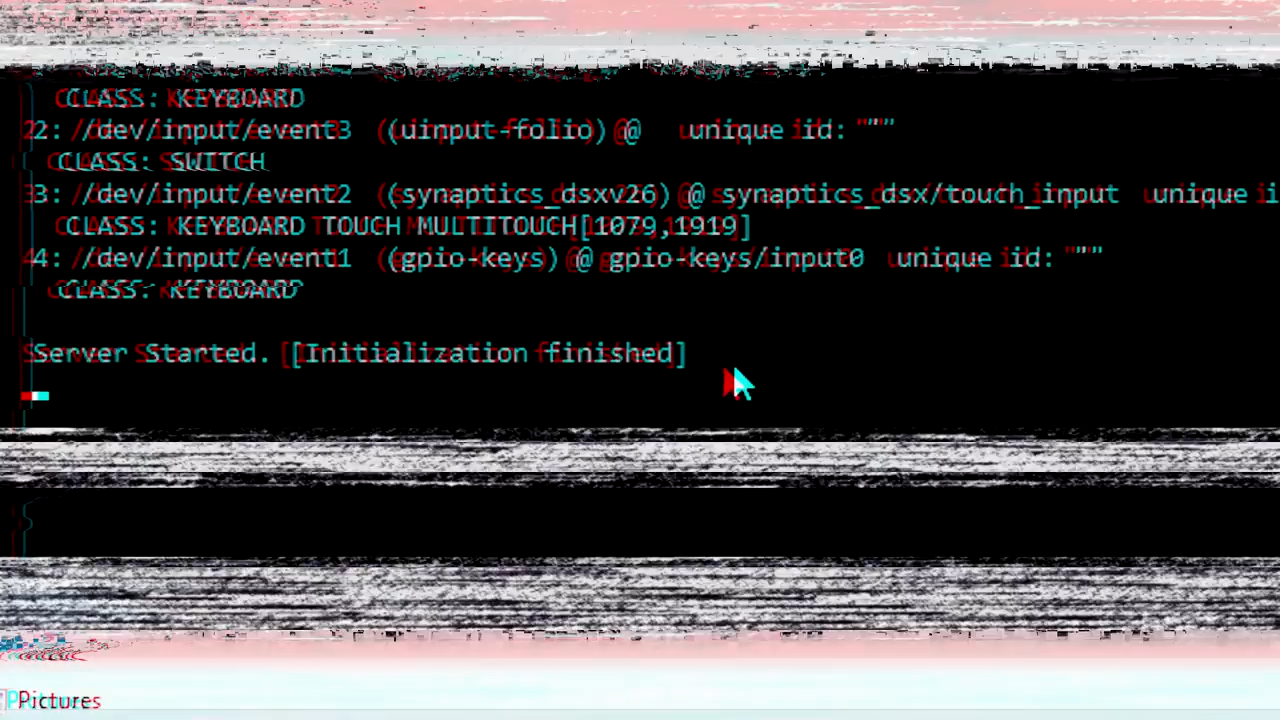 CLASS: KEYBOARD
2: /dev/input/event3 (uinput-folio) @ unique id: ""
CLASS: SWITCH
3: /dev/input/event2 (synaptics_dsxv26) @ synaptics_dsx/touch_input unique i
CLASS: KEYBOARD TOUCH MULTITOUCH[1079,1919]
4: /dev/input/event1 (gpio-keys) @ gpio-keys/input0 unique id: ""
CLASS: KEYBOARD
Server Started. [Initialization finished]
Pictures